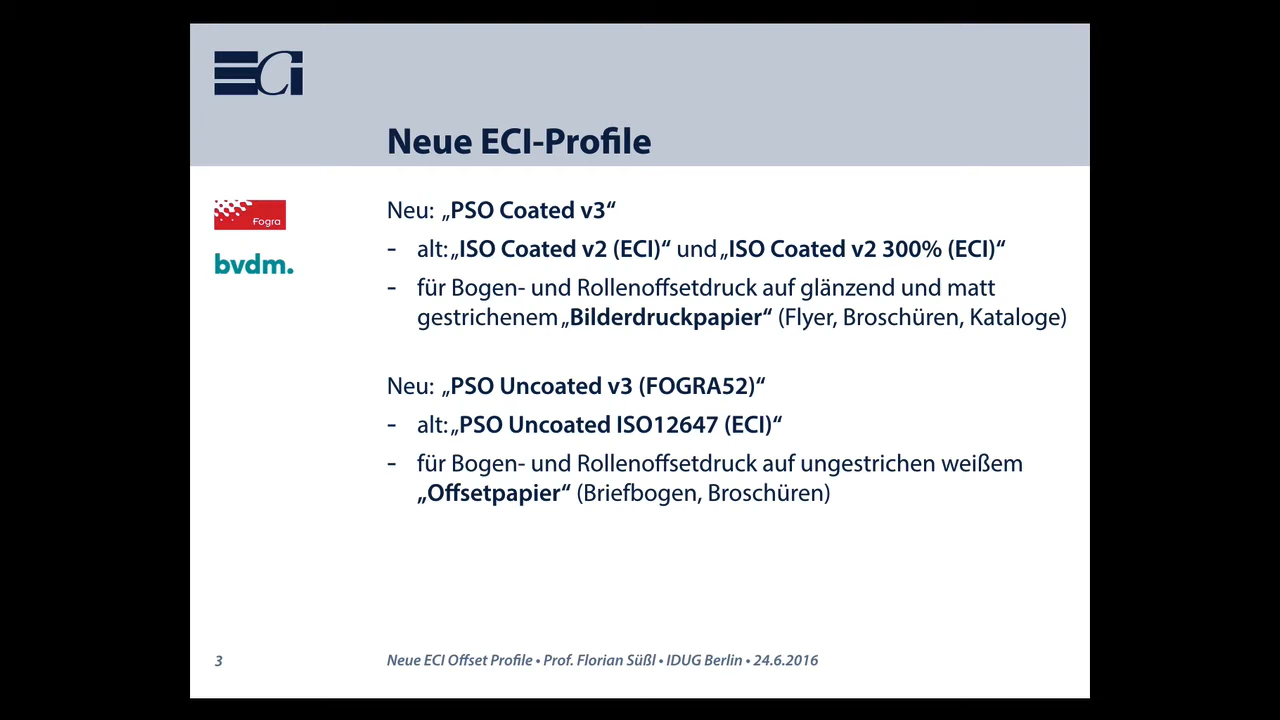 ECi
Neue ECI-Profile
Fogra
bvdm.
Neu: „PSO Coated v3“
- alt: „ISO Coated v2 (ECI)“ und „ISO Coated v2 300% (ECI)“
- für Bogen- und Rollenoffsetdruck auf glänzend und matt
gestrichenem „Bilderdruckpapier“ (Flyer, Broschüren, Kataloge)
Neu: „PSO Uncoated v3 (FOGRA52)“
- alt: „PSO Uncoated ISO12647 (ECI)“
- für Bogen- und Rollenoffsetdruck auf ungestrichen weißem
„Offsetpapier“ (Briefbogen, Broschüren)
3
Neue ECI Offset Profile • Prof. Florian Süßl • IDUG Berlin • 24.6.2016